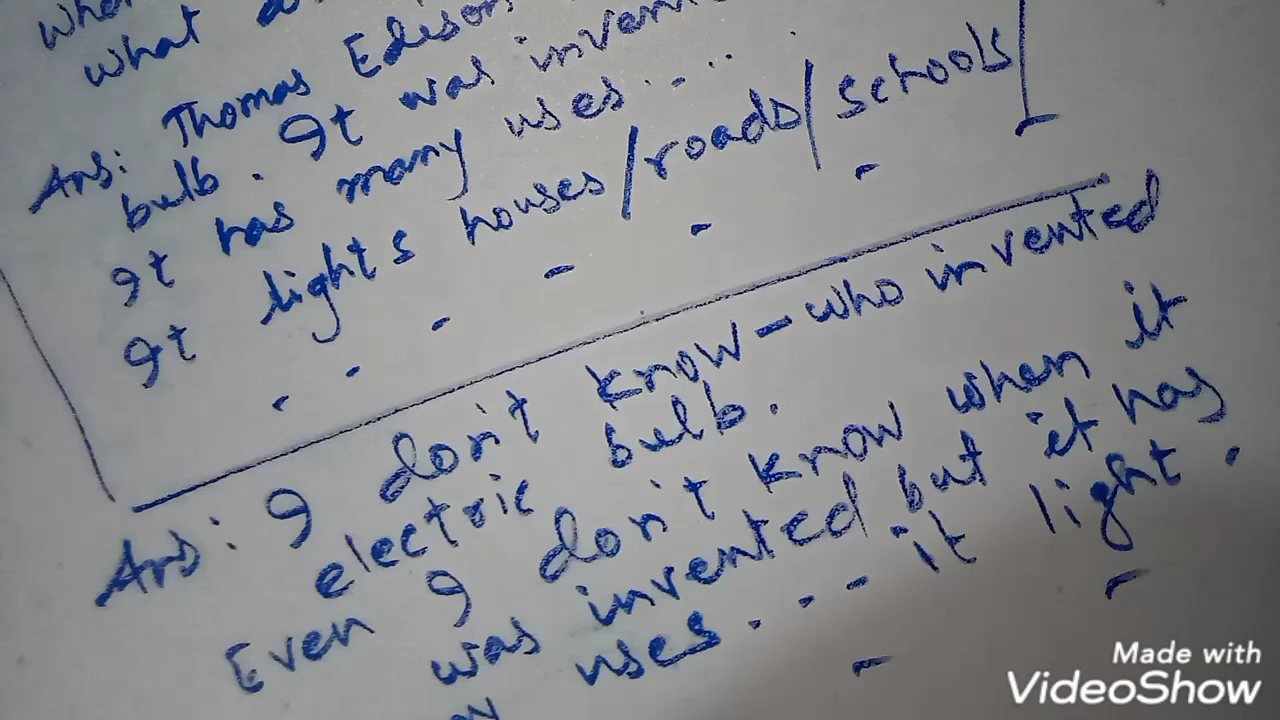 what
Ans: Thomas Edison
bulb. It was invent
It has many uses...
It lights houses/roads/schools/
Ans: I don't know - who invented
electric bulb.
Even I don't know when it
was invented but it has
uses... it light.
Made with
VideoShow